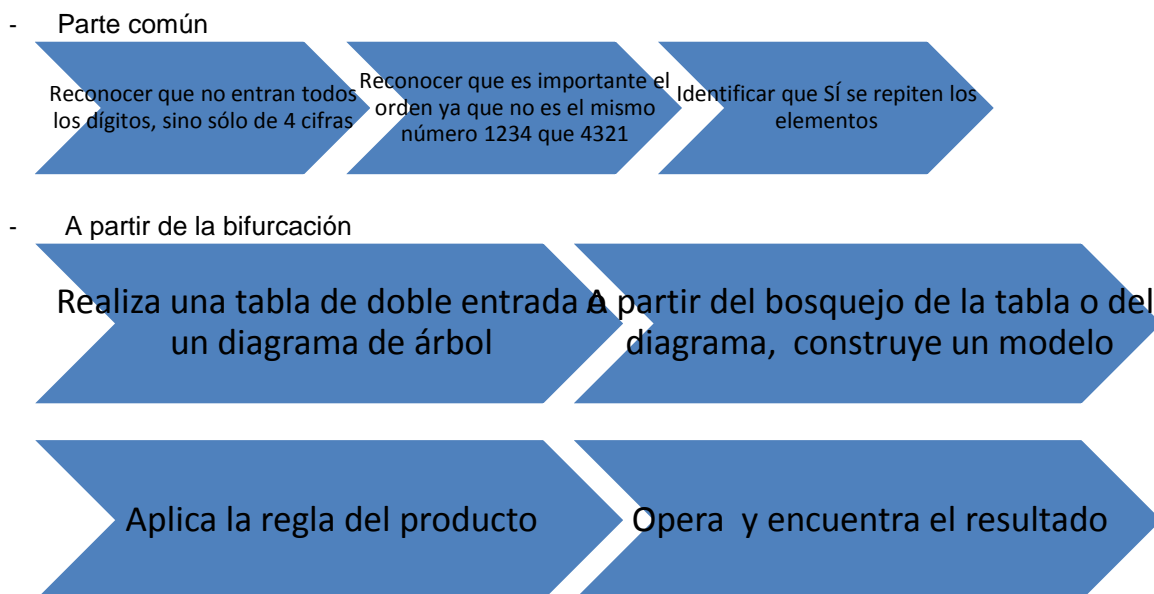 - Parte común
Reconocer que no entran todos
los dígitos, sino sólo de 4 cifras
Reconocer que es importante el
orden ya que no es el mismo
número 1234 que 4321
Identificar que SÍ se repiten los
elementos
- A partir de la bifurcación
Realiza una tabla de doble entrada o
un diagrama de árbol
A partir del bosquejo de la tabla o del
diagrama, construye un modelo
Aplica la regla del producto
Opera y encuentra el resultado